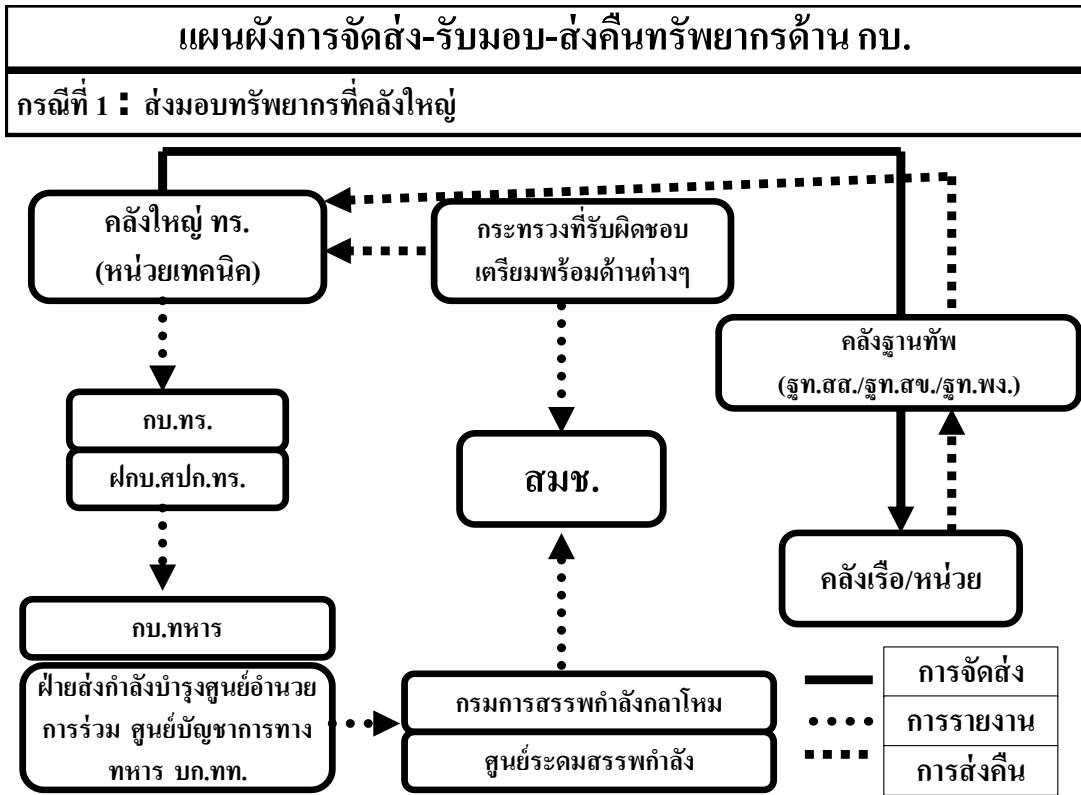 แผนผังการจัดส่ง-รับมอบ-ส่งคืนทรัพยากรด้าน กบ.
กรณีที่ 1 : ส่งมอบทรัพยากรที่คลังใหญ่
คลังใหญ่ ทร.
(หน่วยเทคนิค)
กระทรวงที่รับผิดชอบ
เตรียมพร้อมด้านต่างๆ
คลังฐานทัพ
(ฐท.สส./ฐท.สข./ฐท.พง.)
กบ.ทร.
ฝกบ.ศปก.ทร.
สมช.
คลังเรือ/หน่วย
กบ.ทหาร
ฝ่ายส่งกำลังบำรุงศูนย์อำนวย
การร่วม ศูนย์บัญชาการทาง
ทหาร บก.ทท.
กรมการสรรพกำลังกลาโหม
ศูนย์ระดมสรรพกำลัง
การจัดส่ง
การรายงาน
การส่งคืน